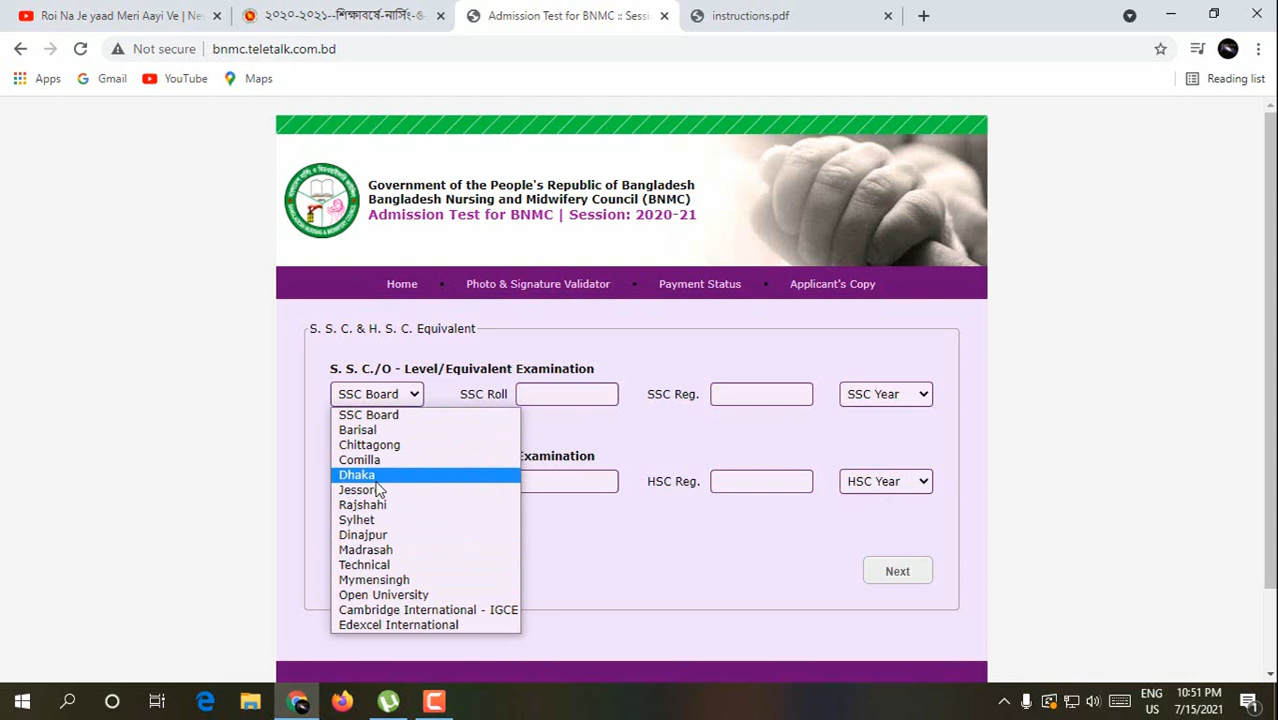 Roi Na Je yaad Meri Aayi Ve | Ne
২০২০-২০২১--শিক্ষাবর্ষে-নার্সিং-ও-
Admission Test for BNMC :: Sessi
instructions.pdf
Not secure
bnmc.teletalk.com.bd
Apps
Gmail
YouTube
Maps
Reading list
Government of the People's Republic of Bangladesh
Bangladesh Nursing and Midwifery Council (BNMC)
Admission Test for BNMC | Session: 2020-21
Home
Photo & Signature Validator
Payment Status
Applicant's Copy
S. S. C. & H. S. C. Equivalent
S. S. C./O - Level/Equivalent Examination
SSC Board
SSC Roll
SSC Reg.
SSC Year
SSC Board
Barisal
Chittagong
Comilla
Dhaka
Jessor
Rajshahi
Sylhet
Dinajpur
Madrasah
Technical
Mymensingh
Open University
Cambridge International - IGCE
Edexcel International
Examination
HSC Reg.
HSC Year
Next
ENG
US
10:51 PM
7/15/2021
1